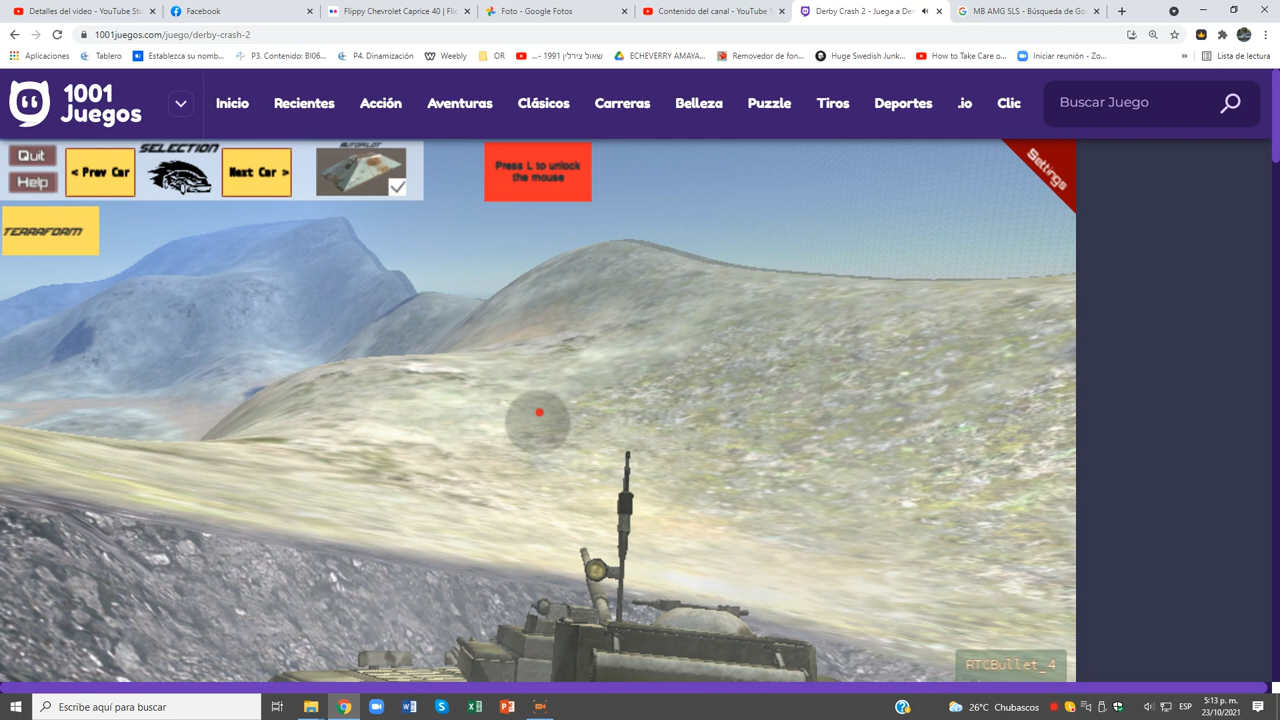 Detalles del video - YouTube Stu
Facebook
Flippy Chevrolet Caprice 40 | Flic
Foto - Google Fotos
Contenido del canal - YouTube S
Derby Crash 2 - Juega a De
MB AMG SLS - Búsqueda de Go
1001juegos.com/juego/derby-crash-2
Aplicaciones
Tablero
Establezca su nomb...
P3. Contenido: BI06...
P4. Dinamización
Weebly
OR
שאול צירלין 1991 -...
ECHEVERRY AMAYA...
Removedor de fon...
Huge Swedish Junk...
How to Take Care o...
Iniciar reunión - Zo...
»
Lista de lectura
1001 Juegos
Inicio
Recientes
Acción
Aventuras
Clásicos
Carreras
Belleza
Puzzle
Tiros
Deportes
.io
Clic
Buscar Juego
Quit
Help
< Prev Car
SELECTION
Next Car >
AUTOPILOT
Press L to unlock
the mouse
Settings
TERRAFORM
RTCBullet_4
Escribe aquí para buscar
26°C Chubascos
ESP
5:13 p. m.
23/10/2021